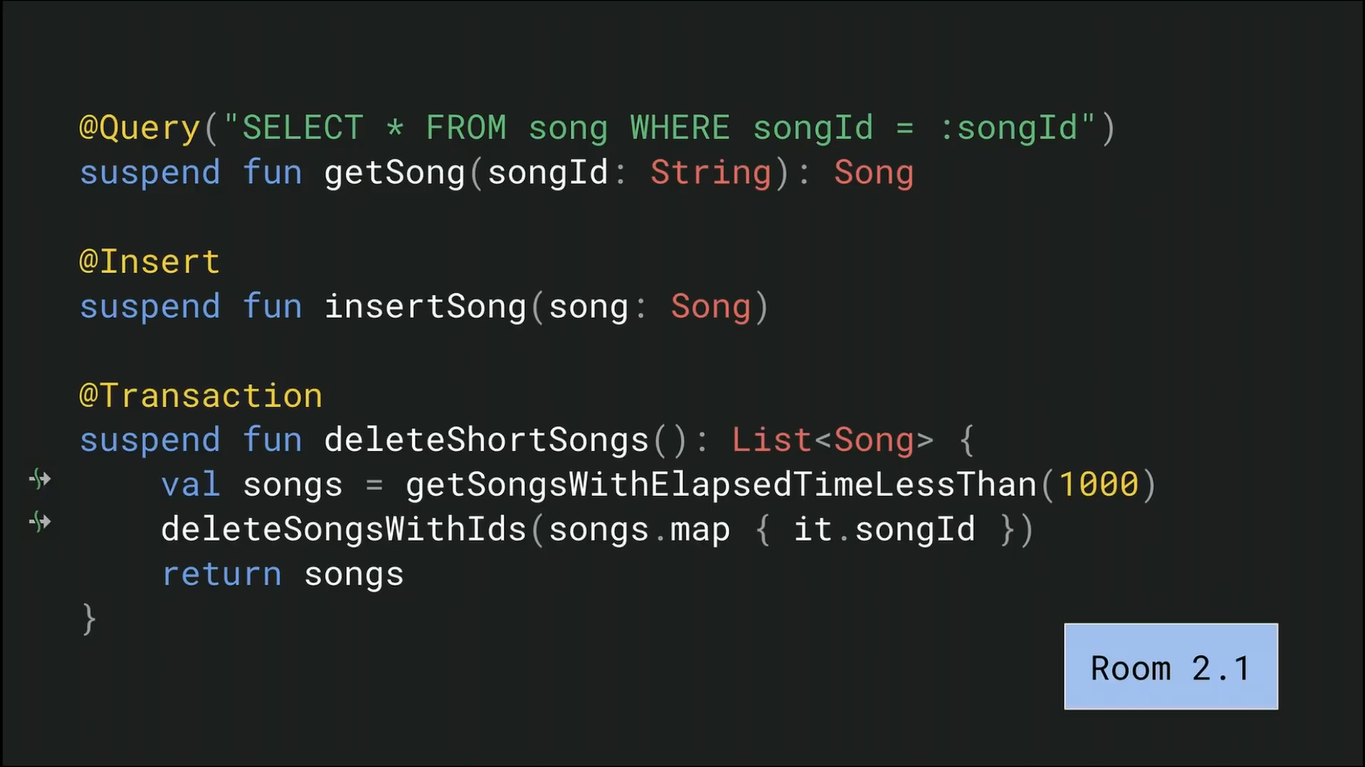 @Query("SELECT * FROM song WHERE songId = :songId")
suspend fun getSong(songId: String): Song
@Insert
suspend fun insertSong(song: Song)
@Transaction
suspend fun deleteShortSongs(): List<Song> {
    val songs = getSongsWithElapsedTimeLessThan(1000)
    deleteSongsWithIds(songs.map { it.songId })
    return songs
}
Room 2.1